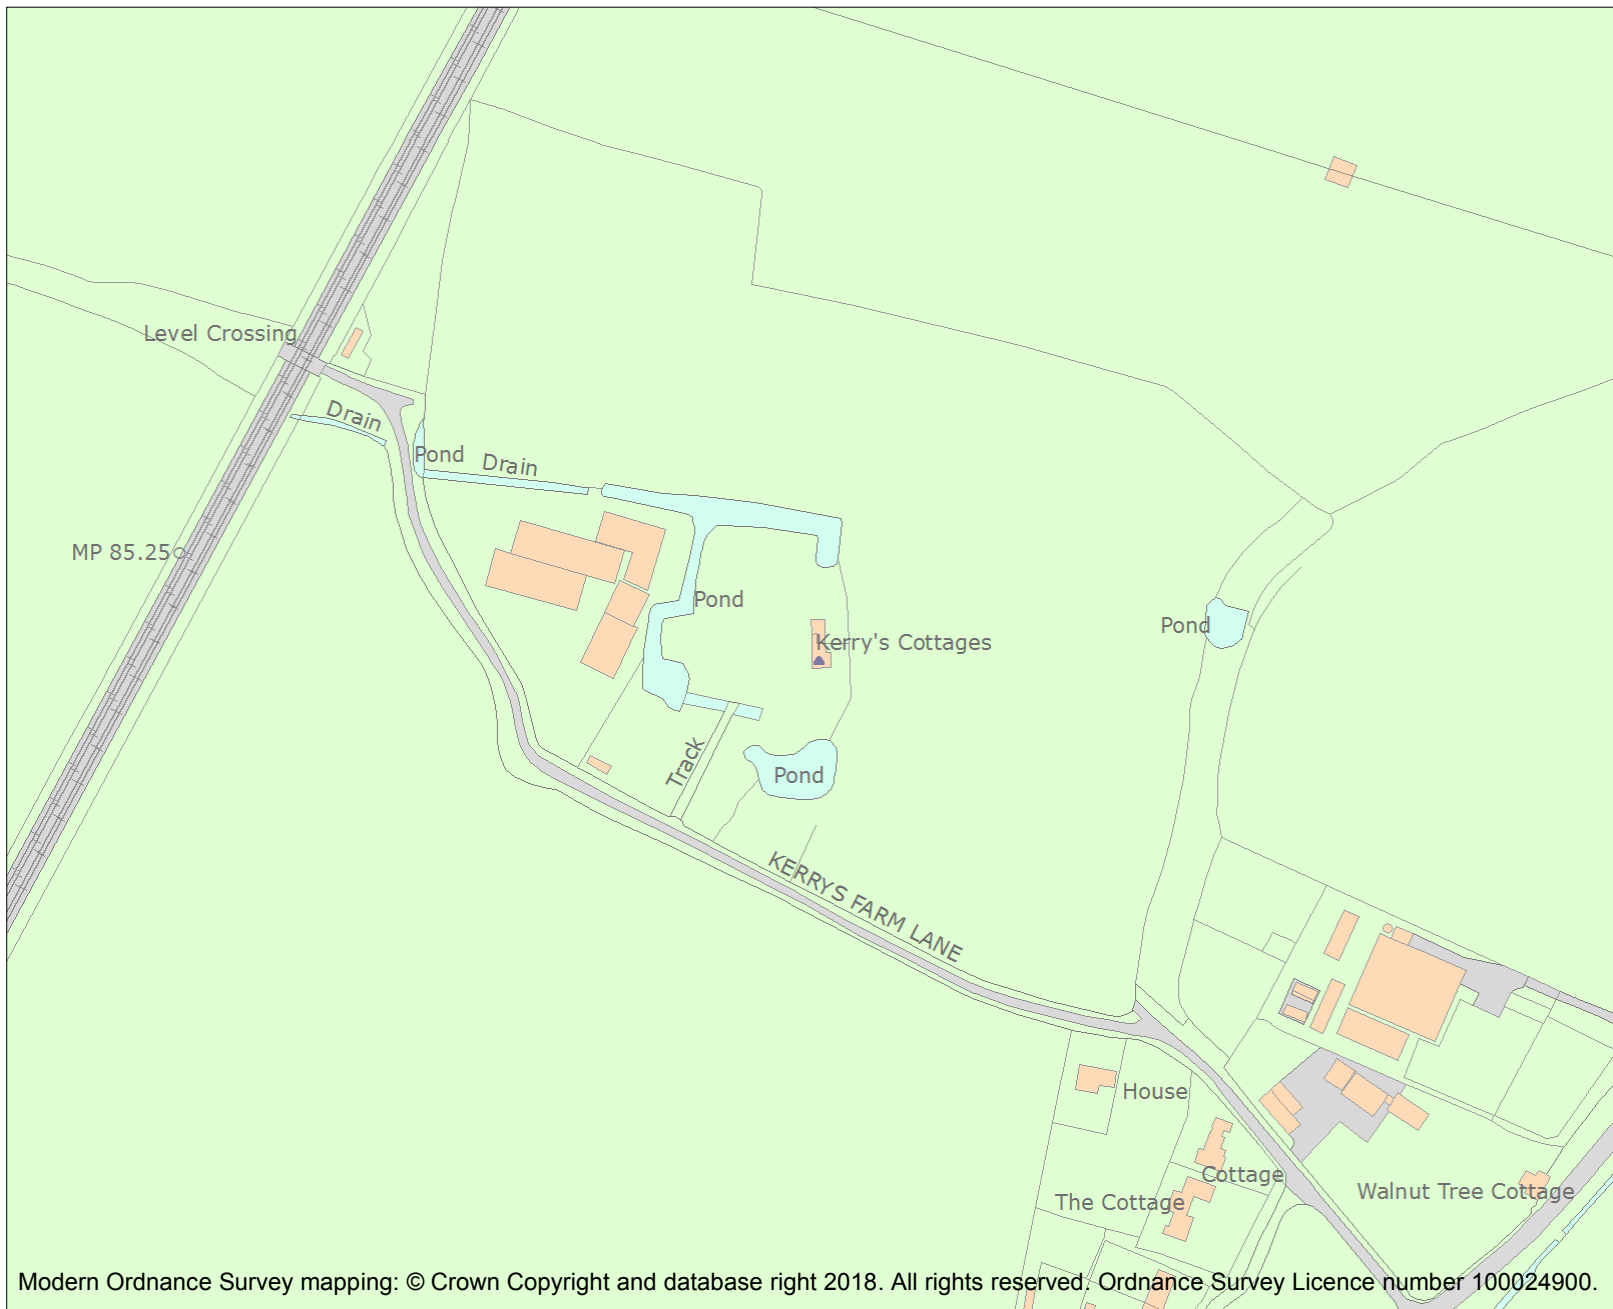 Level Crossing
Drain
Pond
Drain
MP 85.25
Pond
Kerry's Cottages
Pond
Track
Pond
KERRYS FARM LANE
House
Cottage
The Cottage
Walnut Tree Cottage
Modern Ordnance Survey mapping: © Crown Copyright and database right 2018. All rights reserved. Ordnance Survey Licence number 100024900.